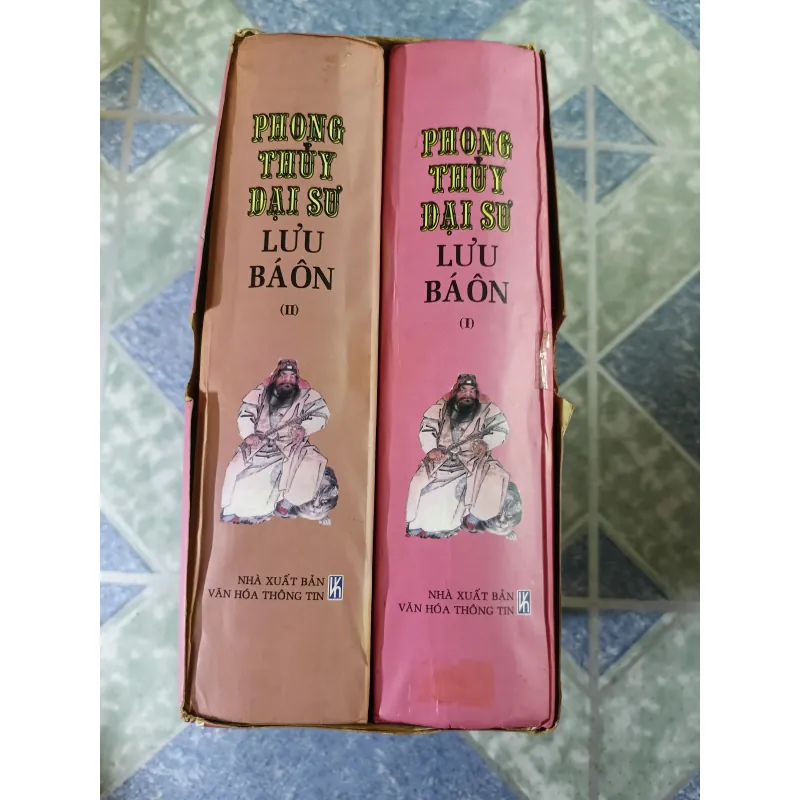 PHONG
THỦY
ĐẠI SƯ
LƯU
BÁ ÔN
(II)
NHÀ XUẤT BẢN
VĂN HÓA THÔNG TIN
PHONG
THỦY
ĐẠI SƯ
LƯU
BÁ ÔN
(I)
NHÀ XUẤT BẢN
VĂN HÓA THÔNG TIN